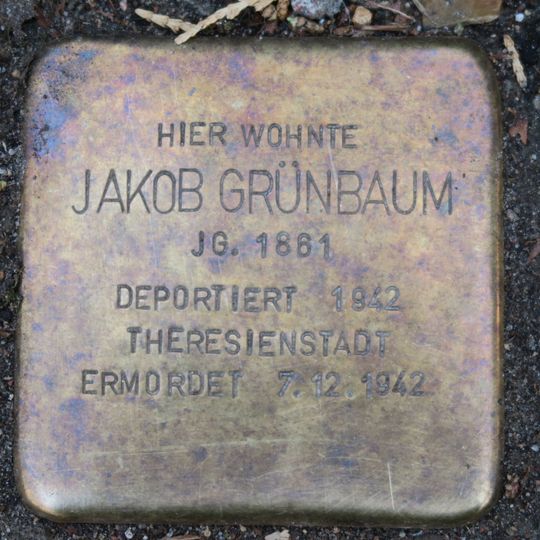 HIER WOHNTE
JAKOB GRÜNBAUM
JG. 1861
DEPORTIERT 1942
THERESIENSTADT
ERMORDET 7.12.1942